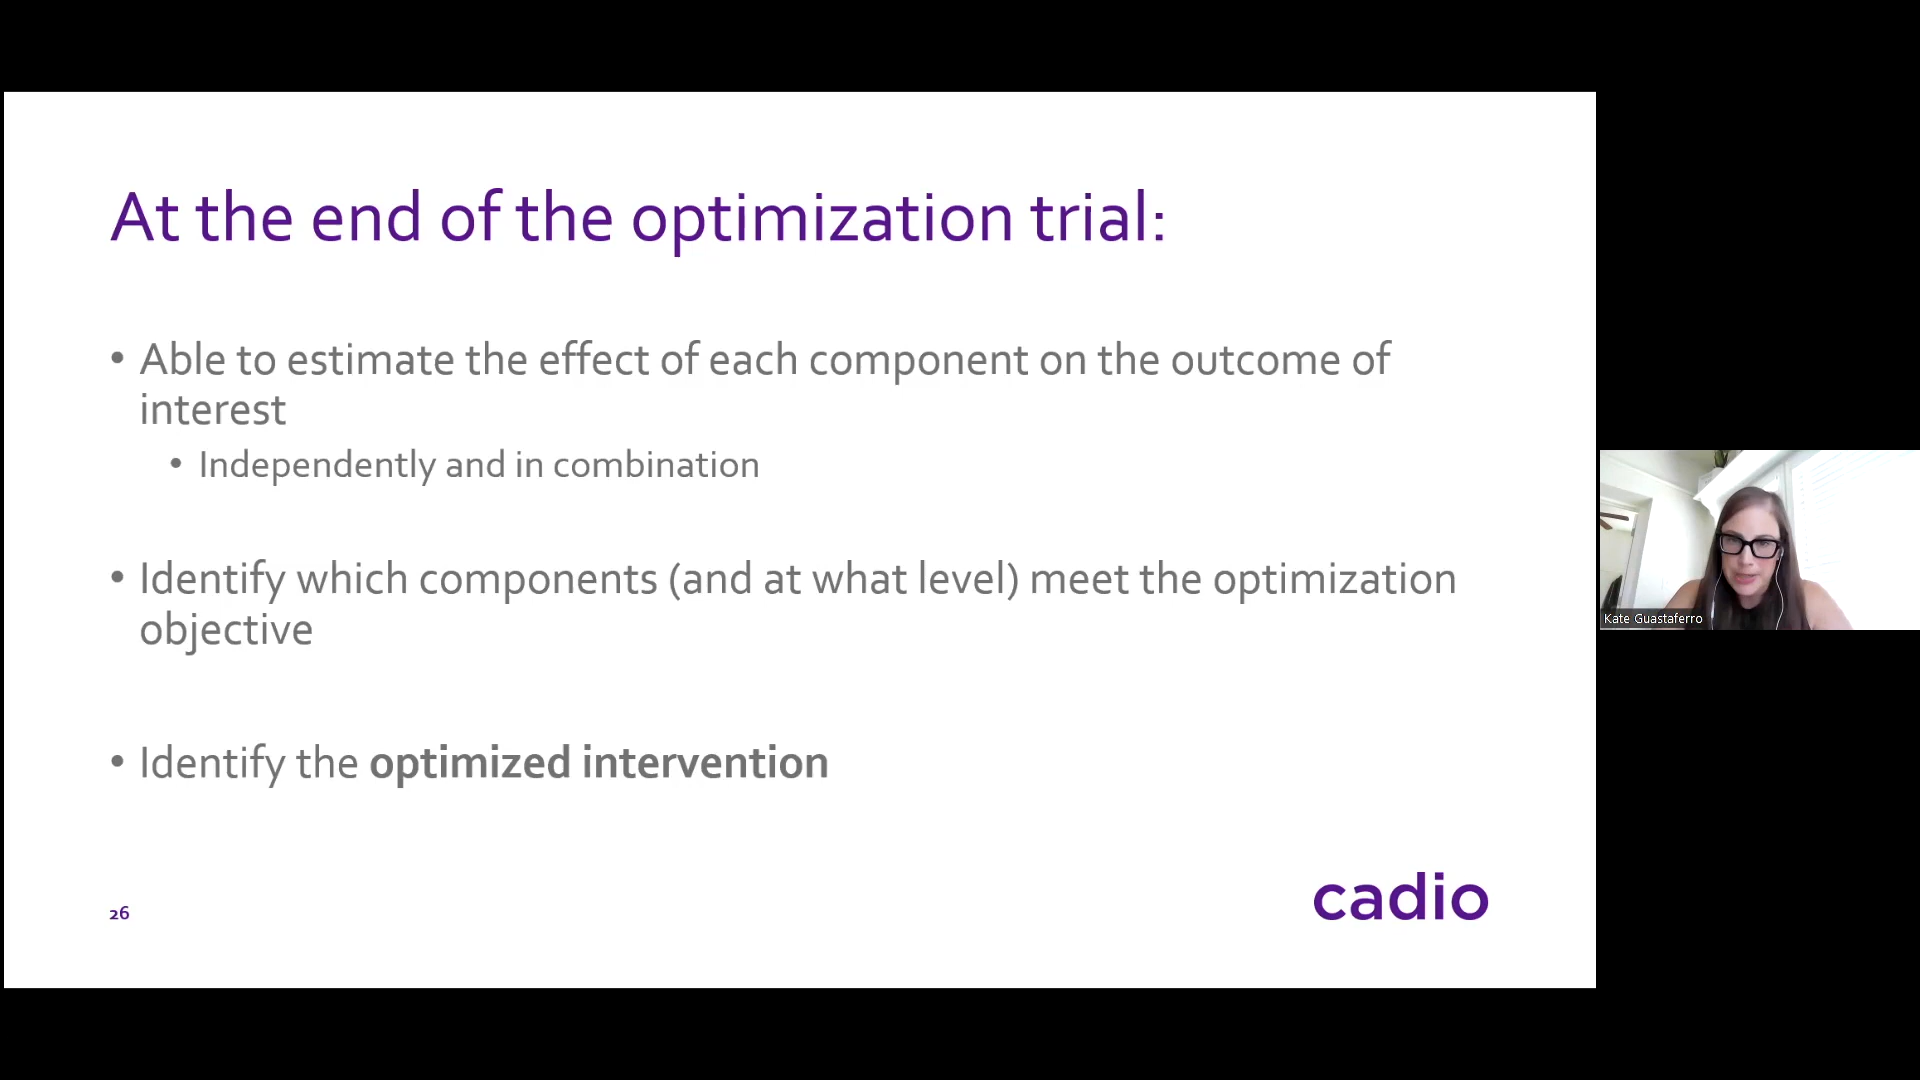 At the end of the optimization trial:
• Able to estimate the effect of each component on the outcome of
interest
• Independently and in combination
• Identify which components (and at what level) meet the optimization
objective
• Identify the optimized intervention
26
cadio
Kate Guastaferro